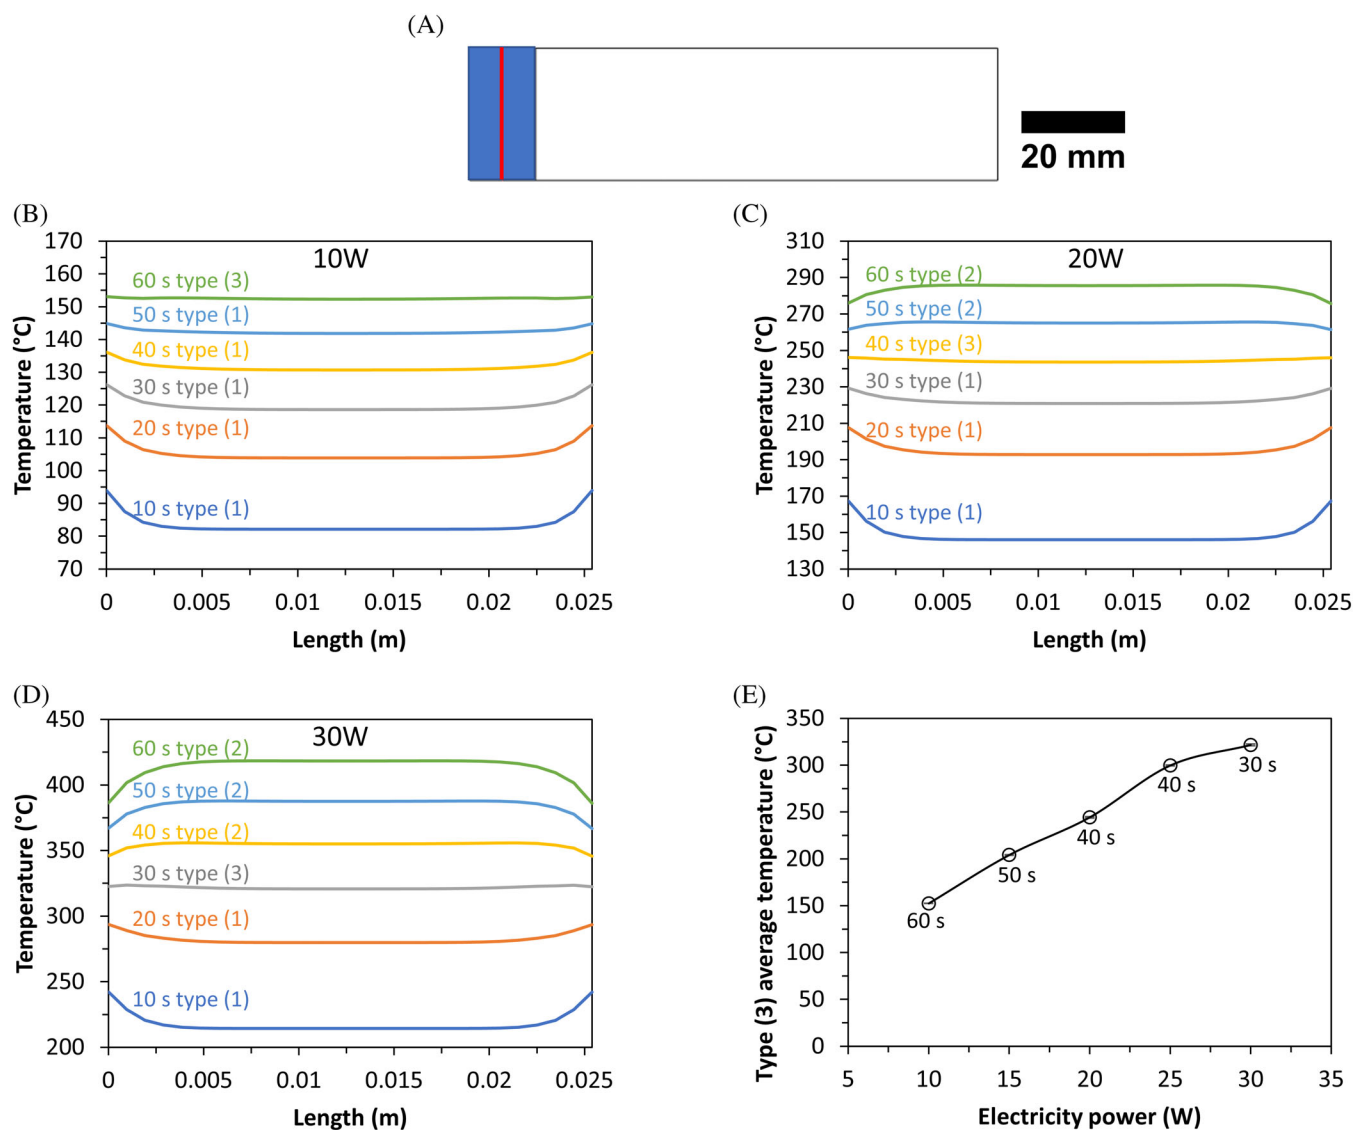 (A)
20 mm
(B)
10W
170
160
150
140
130
120
110
100
90
80
70
Temperature (°C)
60 s type (3)
50 s type (1)
40 s type (1)
30 s type (1)
20 s type (1)
10 s type (1)
0
0.005
0.01
0.015
0.02
0.025
Length (m)
(C)
20W
310
290
270
250
230
210
190
170
150
130
Temperature (°C)
60 s type (2)
50 s type (2)
40 s type (3)
30 s type (1)
20 s type (1)
10 s type (1)
0
0.005
0.01
0.015
0.02
0.025
Length (m)
(D)
30W
450
400
350
300
250
200
Temperature (°C)
60 s type (2)
50 s type (2)
40 s type (2)
30 s type (3)
20 s type (1)
10 s type (1)
0
0.005
0.01
0.015
0.02
0.025
Length (m)
(E)
350
300
250
200
150
100
50
0
Type (3) average temperature (°C)
60 s
50 s
40 s
40 s
30 s
5
10
15
20
25
30
35
Electricity power (W)